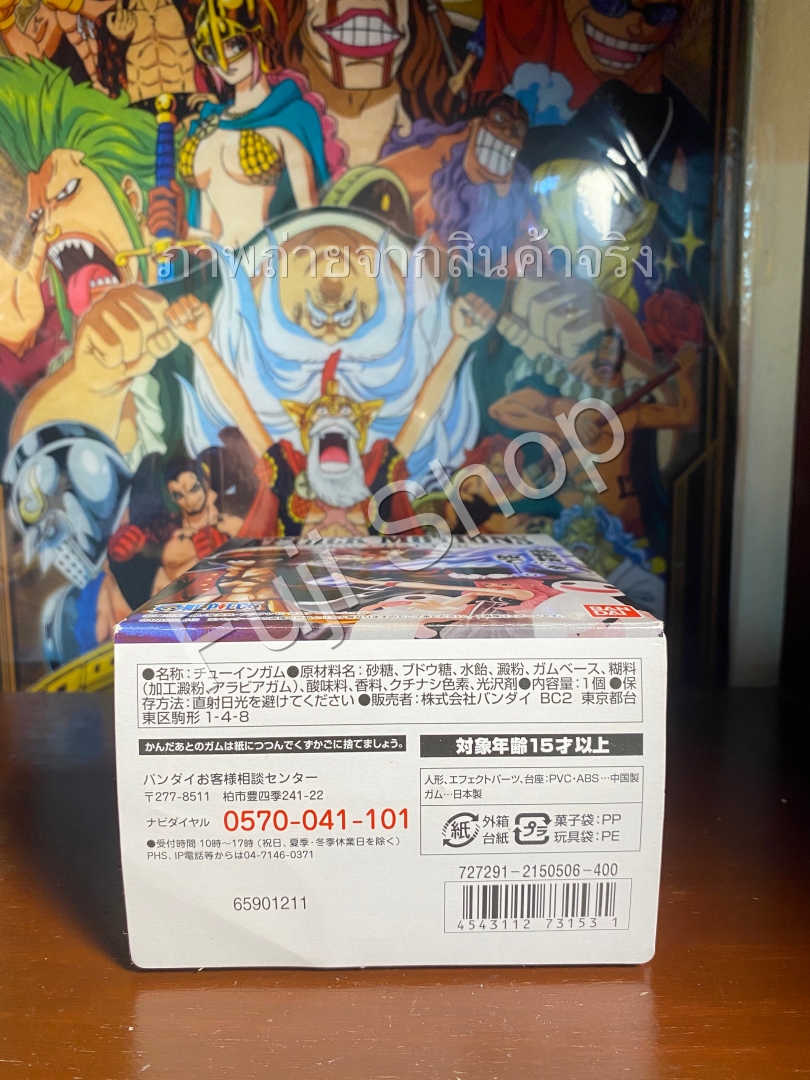 ภาพถ่ายจากสินค้าจริง
Fuji Shop
BAN
DAI
●名称：チューインガム●原材料名：砂糖、ブドウ糖、水飴、澱粉、ガムベース、糊料
（加工澱粉、アラビアガム）、酸味料、香料、クチナシ色素、光沢剤●内容量：1個●保
存方法：直射日光を避けてください ●販売者：株式会社バンダイ BC2 東京都台
東区駒形 1-4-8
かんだあとのガムは紙につつんでくずかごに捨てましょう。
対象年齢15才以上
バンダイお客様相談センター
〒277-8511 柏市豊四季241-22
ナビダイヤル 0570-041-101
●受付時間 10時～17時（祝日、夏季・冬季休業日を除く）
PHS、IP電話等からは04-7146-0371
人形、エフェクトパーツ、台座：PVC・ABS…中国製
ガム…日本製
紙 外箱 台紙
プラ 菓子袋：PP
玩具袋：PE
727291-2150506-400
65901211
4543112 731531